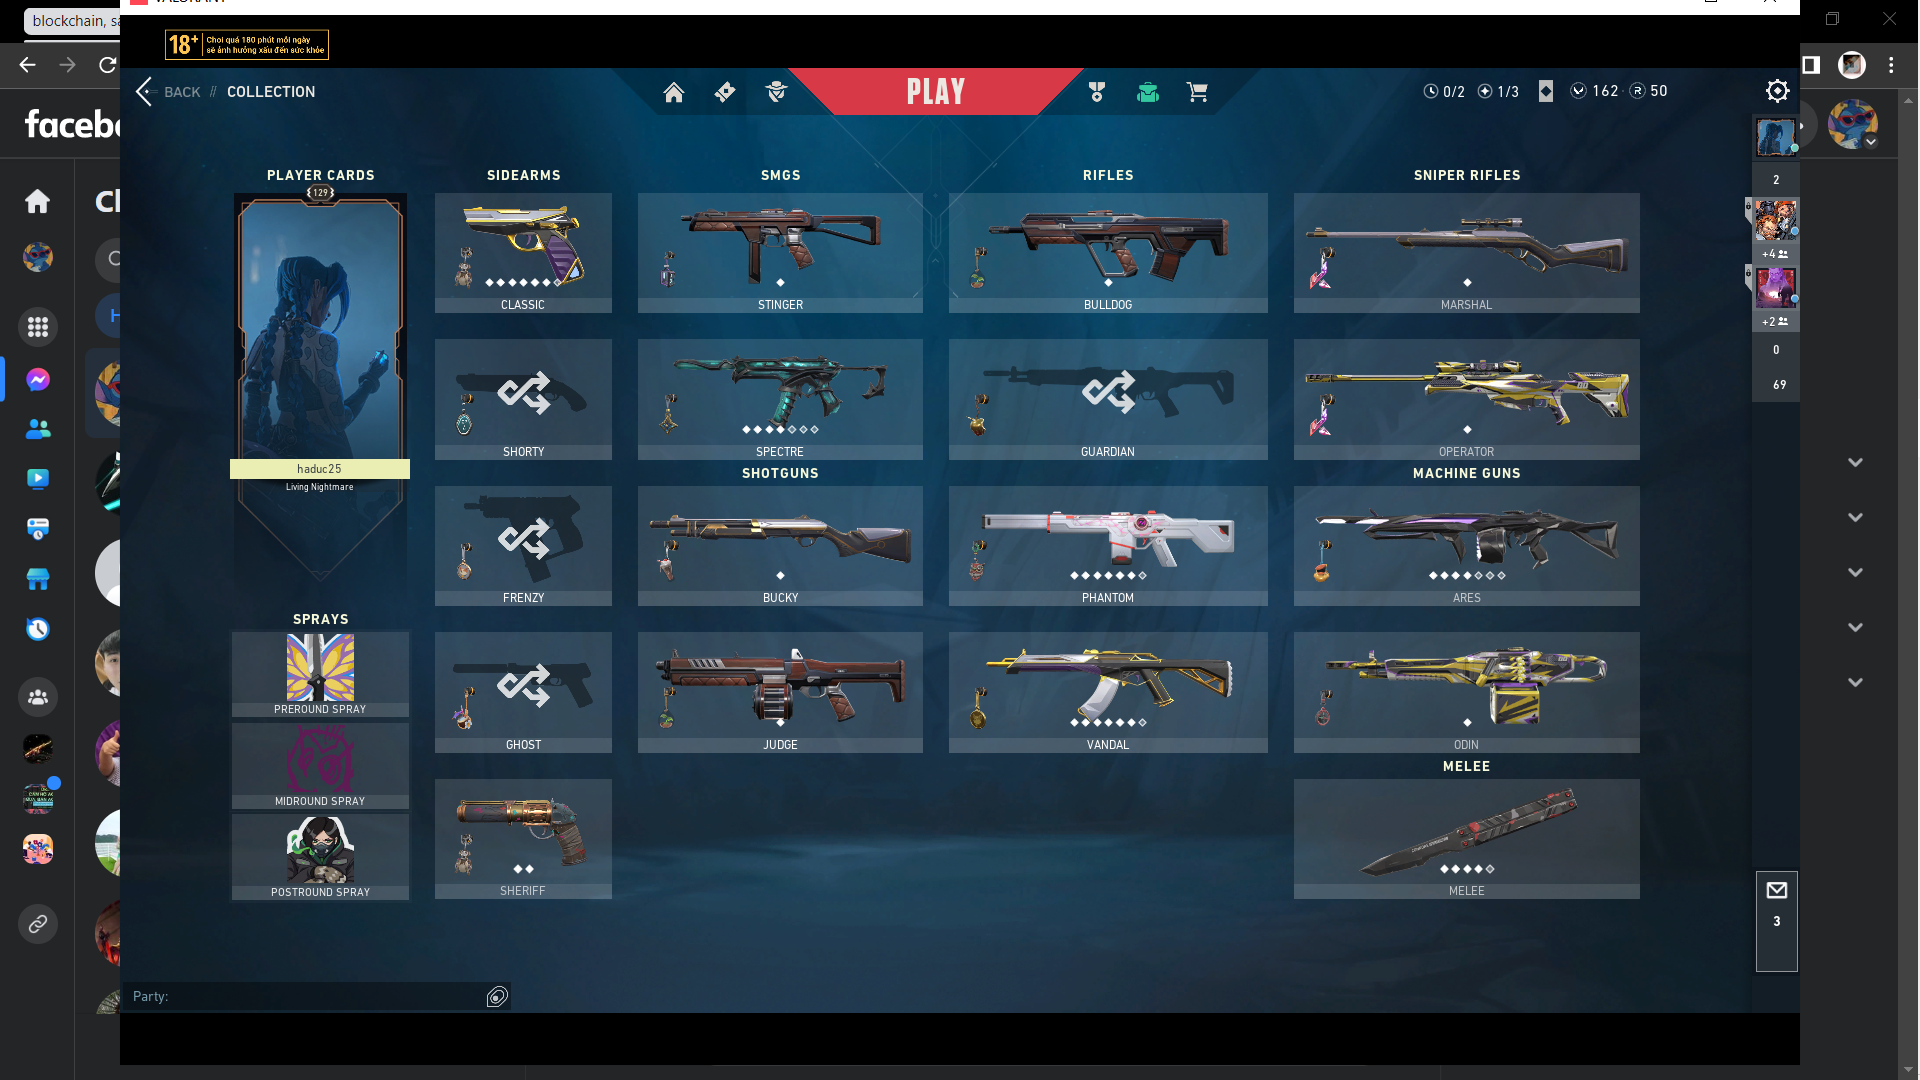 blockchain, sa
18+ Chơi quá 180 phút mỗi ngày
sẽ ảnh hưởng xấu đến sức khỏe
BACK // COLLECTION
PLAY
0/2
1/3
162
R 50
facebo
Ch
H
PLAYER CARDS
129
haduc25
Living Nightmare
SPRAYS
PREROUND SPRAY
MIDROUND SPRAY
POSTROUND SPRAY
SIDEARMS
CLASSIC
SHORTY
FRENZY
GHOST
SHERIFF
SMGS
STINGER
SPECTRE
SHOTGUNS
BUCKY
JUDGE
RIFLES
BULLDOG
GUARDIAN
PHANTOM
VANDAL
SNIPER RIFLES
MARSHAL
OPERATOR
MACHINE GUNS
ARES
ODIN
MELEE
MELEE
2
+4
+2
0
69
3
Party: